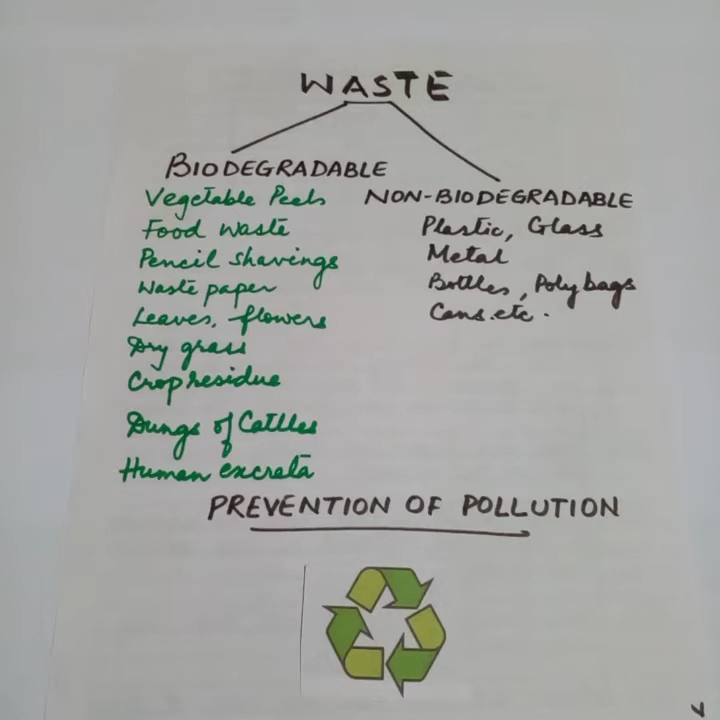 WASTE
BIODEGRADABLE
Vegetable Peels
Food waste
Pencil shavings
Waste paper
Leaves, flowers
Dry grass
Crop residue
Dungs of Cattles
Human excreta
NON-BIODEGRADABLE
Plastic, Glass
Metal
Bottles, Poly bags
Cans.etc.
PREVENTION OF POLLUTION